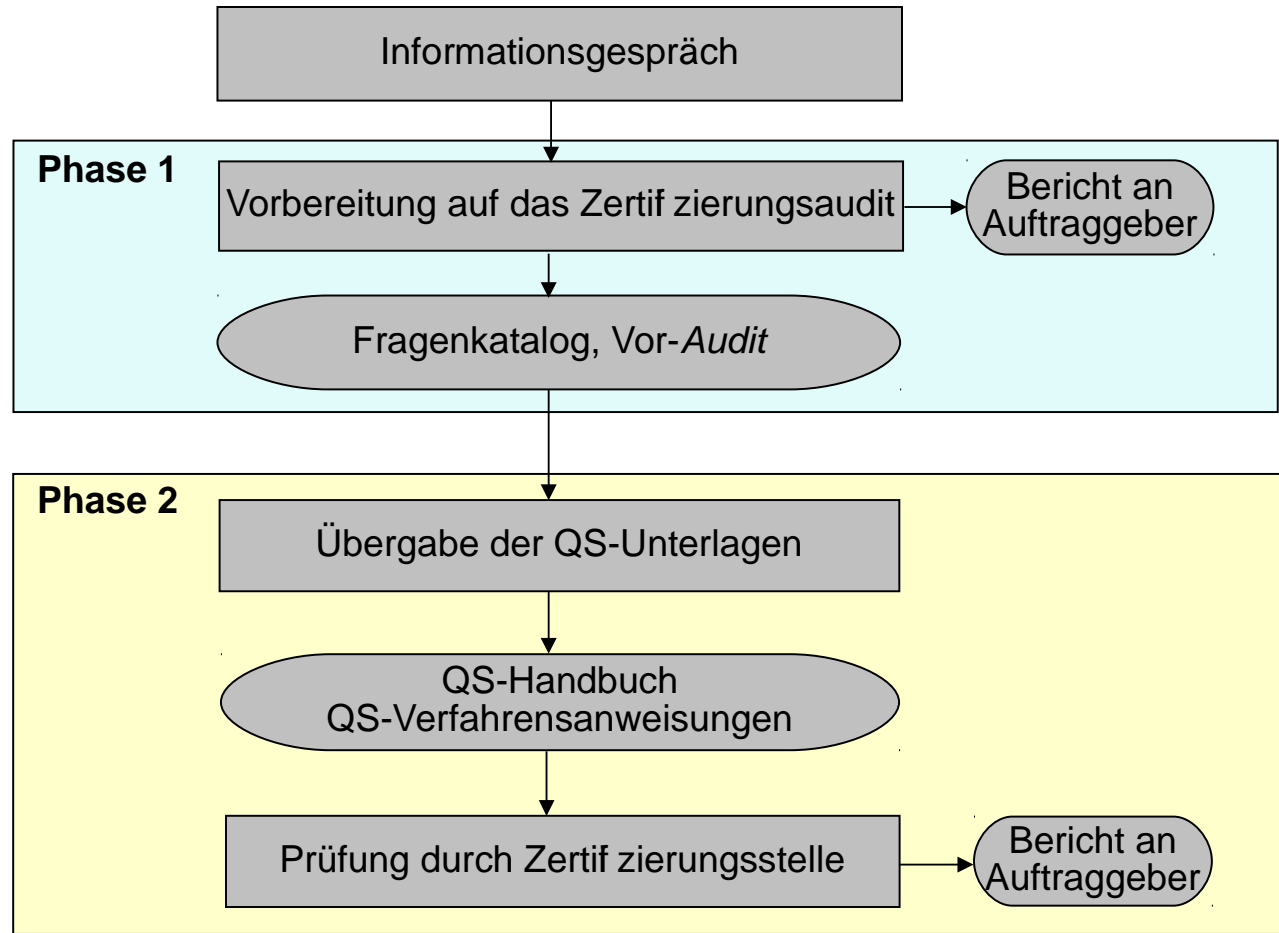 Informationsgespräch
Phase 1
Vorbereitung auf das Zertif zierungsaudit
Bericht an
Auftraggeber
Fragenkatalog, Vor-Audit
Phase 2
Übergabe der QS-Unterlagen
QS-Handbuch
QS-Verfahrensanweisungen
Prüfung durch Zertif zierungsstelle
Bericht an
Auftraggeber